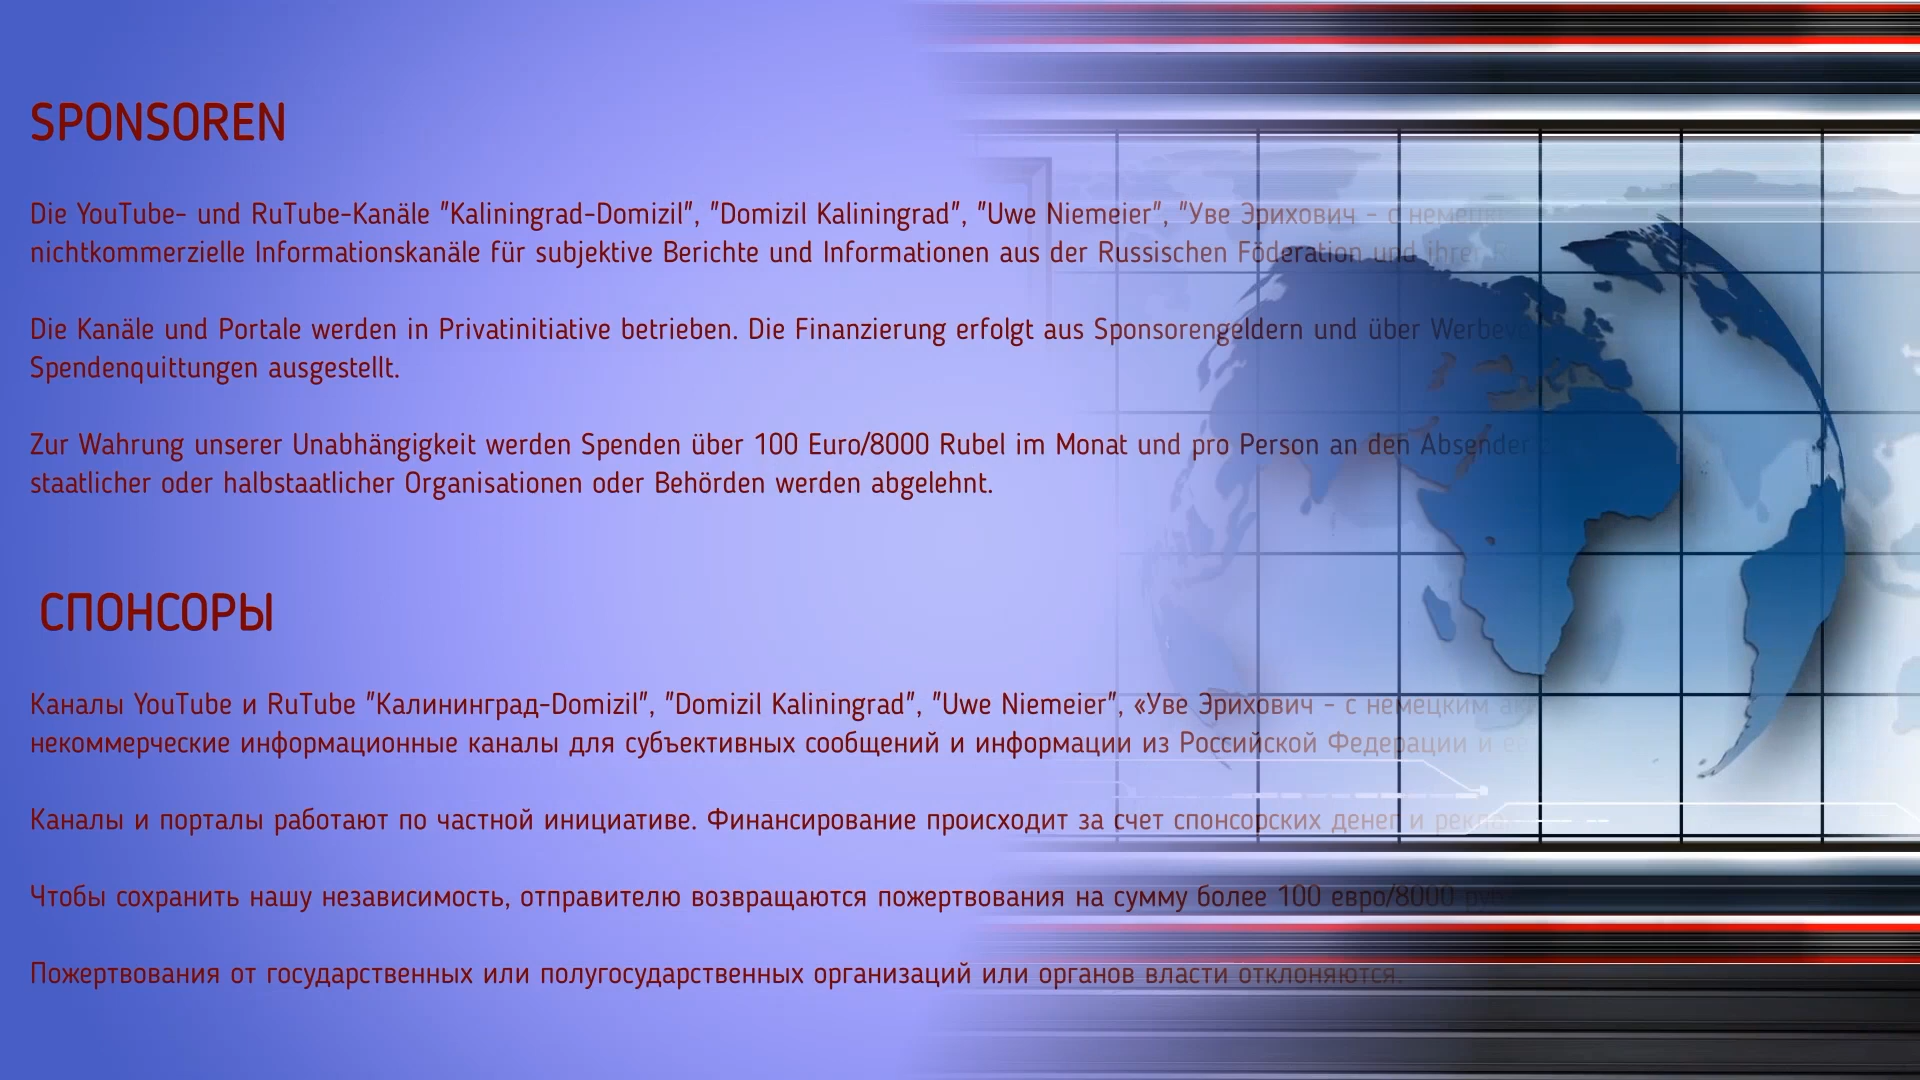 SPONSOREN
Die YouTube- und RuTube-Kanäle "Kaliningrad-Domizil", "Domizil Kaliningrad", "Uwe Niemeier", "Уве Эрихович - с
nichtkommerzielle Informationskanäle für subjektive Berichte und Informationen aus der Russischen Föderation und ihrer
Die Kanäle und Portale werden in Privatinitiative betrieben. Die Finanzierung erfolgt aus Sponsorengeldern und über
Spendenquittungen ausgestellt.
Zur Wahrung unserer Unabhängigkeit werden Spenden über 100 Euro/8000 Rubel im Monat und pro Person an den Absender
staatlicher oder halbstaatlicher Organisationen oder Behörden werden abgelehnt.
СПОНСОРЫ
Каналы YouTube и RuTube "Калининград-Domizil", "Domizil Kaliningrad", "Uwe Niemeier", «Уве Эрихович - с немецким
некоммерческие информационные каналы для субъективных сообщений и информации из Российской Федерации и
Каналы и порталы работают по частной инициативе. Финансирование происходит за счет спонсорских денег и
Чтобы сохранить нашу независимость, отправителю возвращаются пожертвования на сумму более 100 евро/8000
Пожертвования от государственных или полугосударственных организаций или органов власти отклоняются.